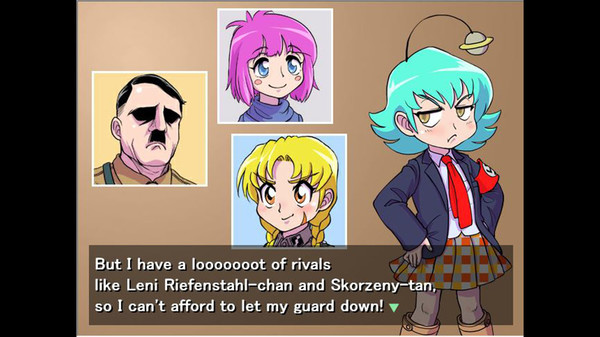 But I have a looooooot of rivals
like Leni Riefenstahl-chan and Skorzeny-tan,
so I can't afford to let my guard down!